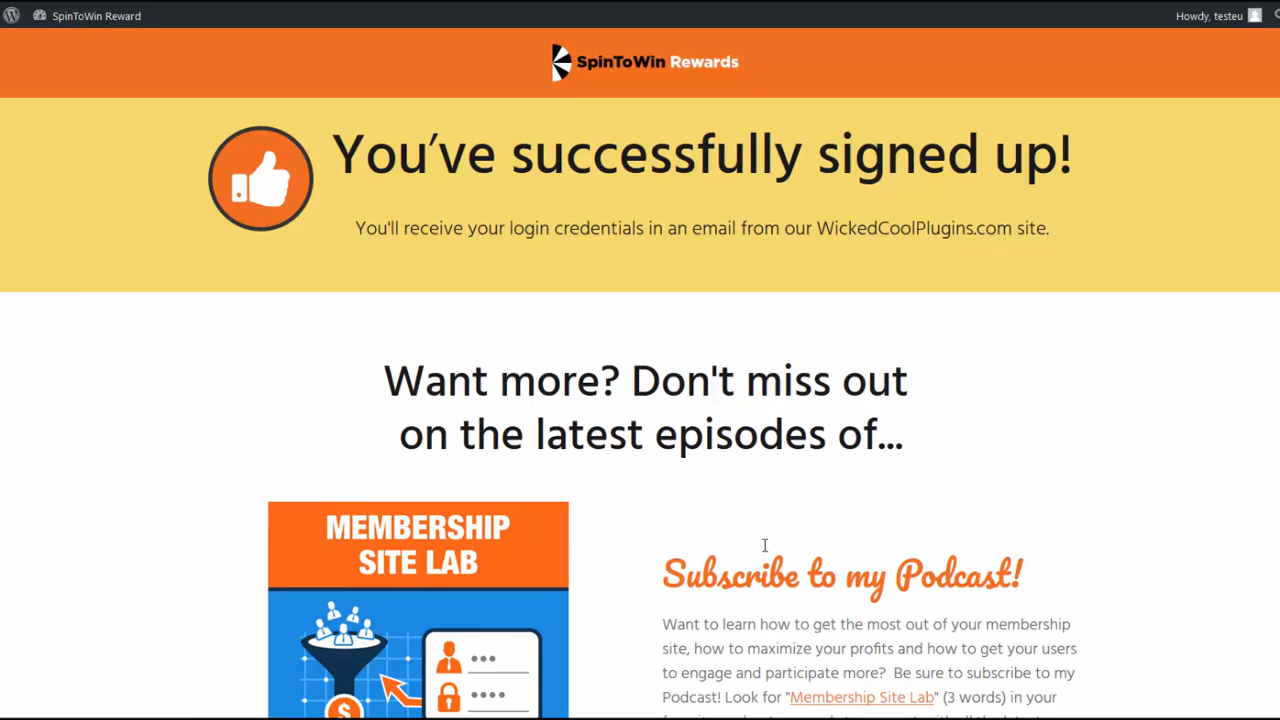 SpinToWin Reward
Howdy, testeu
SpinToWin Rewards
You’ve successfully signed up!
You'll receive your login credentials in an email from our WickedCoolPlugins.com site.
Want more? Don't miss out
on the latest episodes of...
MEMBERSHIP
SITE LAB
Subscribe to my Podcast!
Want to learn how to get the most out of your membership
site, how to maximize your profits and how to get your users
to engage and participate more? Be sure to subscribe to my
Podcast! Look for "Membership Site Lab" (3 words) in your